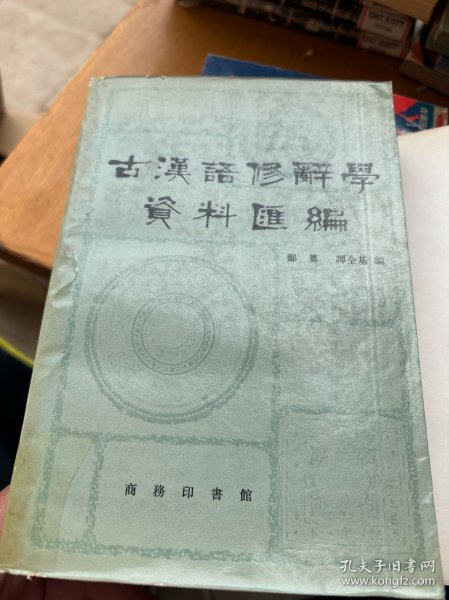 古漢語修辭學
資料匯編
鄭奠 譚全基 編
商務印書館
孔夫子旧书网
www.kongfz.com